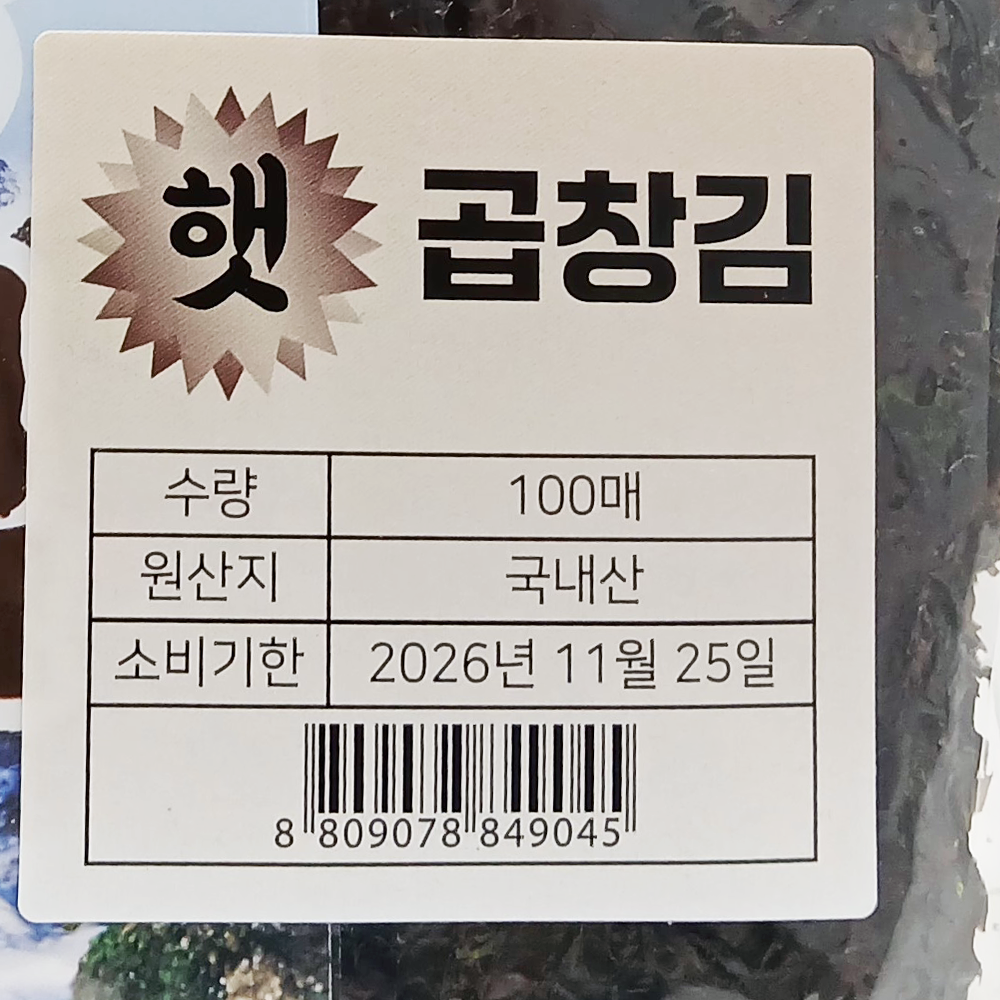 햇 곱창김
수량 100매
원산지 국내산
소비기한 2026년 11월 25일
8 809078 849045